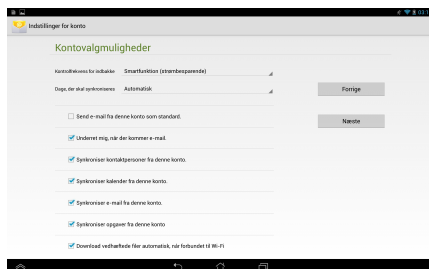 Indstillinger for konto
Kontovalgmuligheder
Kontrolfrekvens for indbakke Smartfunktion (strømbesparende)
Dage, der skal synkroniseres Automatisk
Forrige
Næste
Send e-mail fra denne konto som standard.
Underret mig, når der kommer e-mail.
Synkroniser kontaktpersoner fra denne konto.
Synkroniser kalender fra denne konto.
Synkroniser e-mail fra denne konto.
Synkroniser opgaver fra denne konto
Download vedhæftede filer automatisk, når forbundet til Wi-Fi